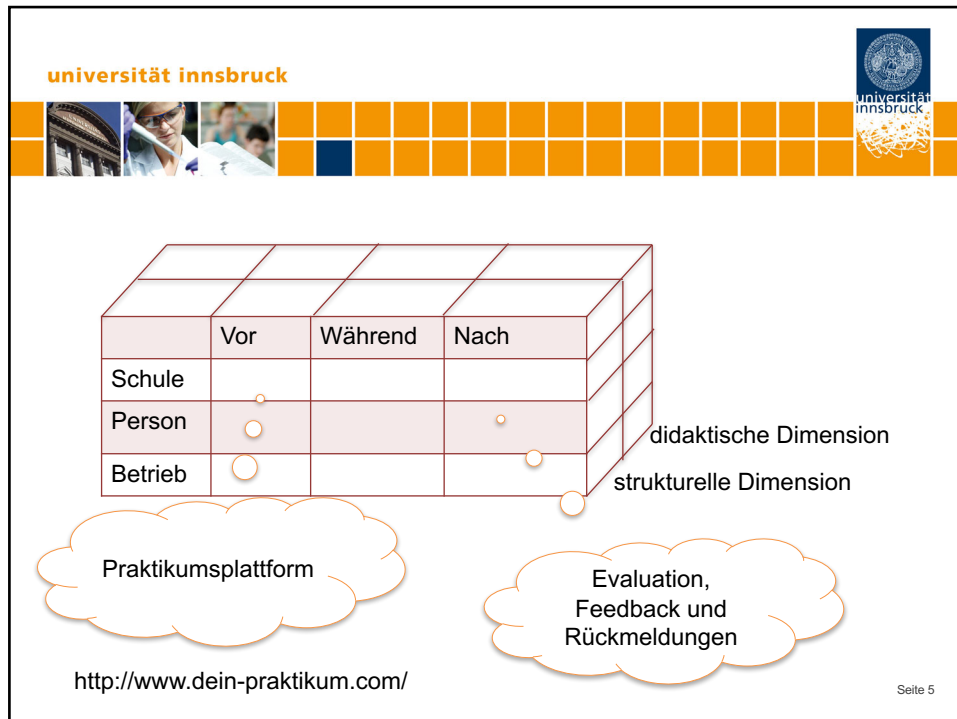 universität innsbruck
universität
innsbruck
Vor Während Nach
Schule
Person
Betrieb
didaktische Dimension
strukturelle Dimension
Praktikumsplattform
Evaluation,
Feedback und
Rückmeldungen
http://www.dein-praktikum.com/
Seite 5